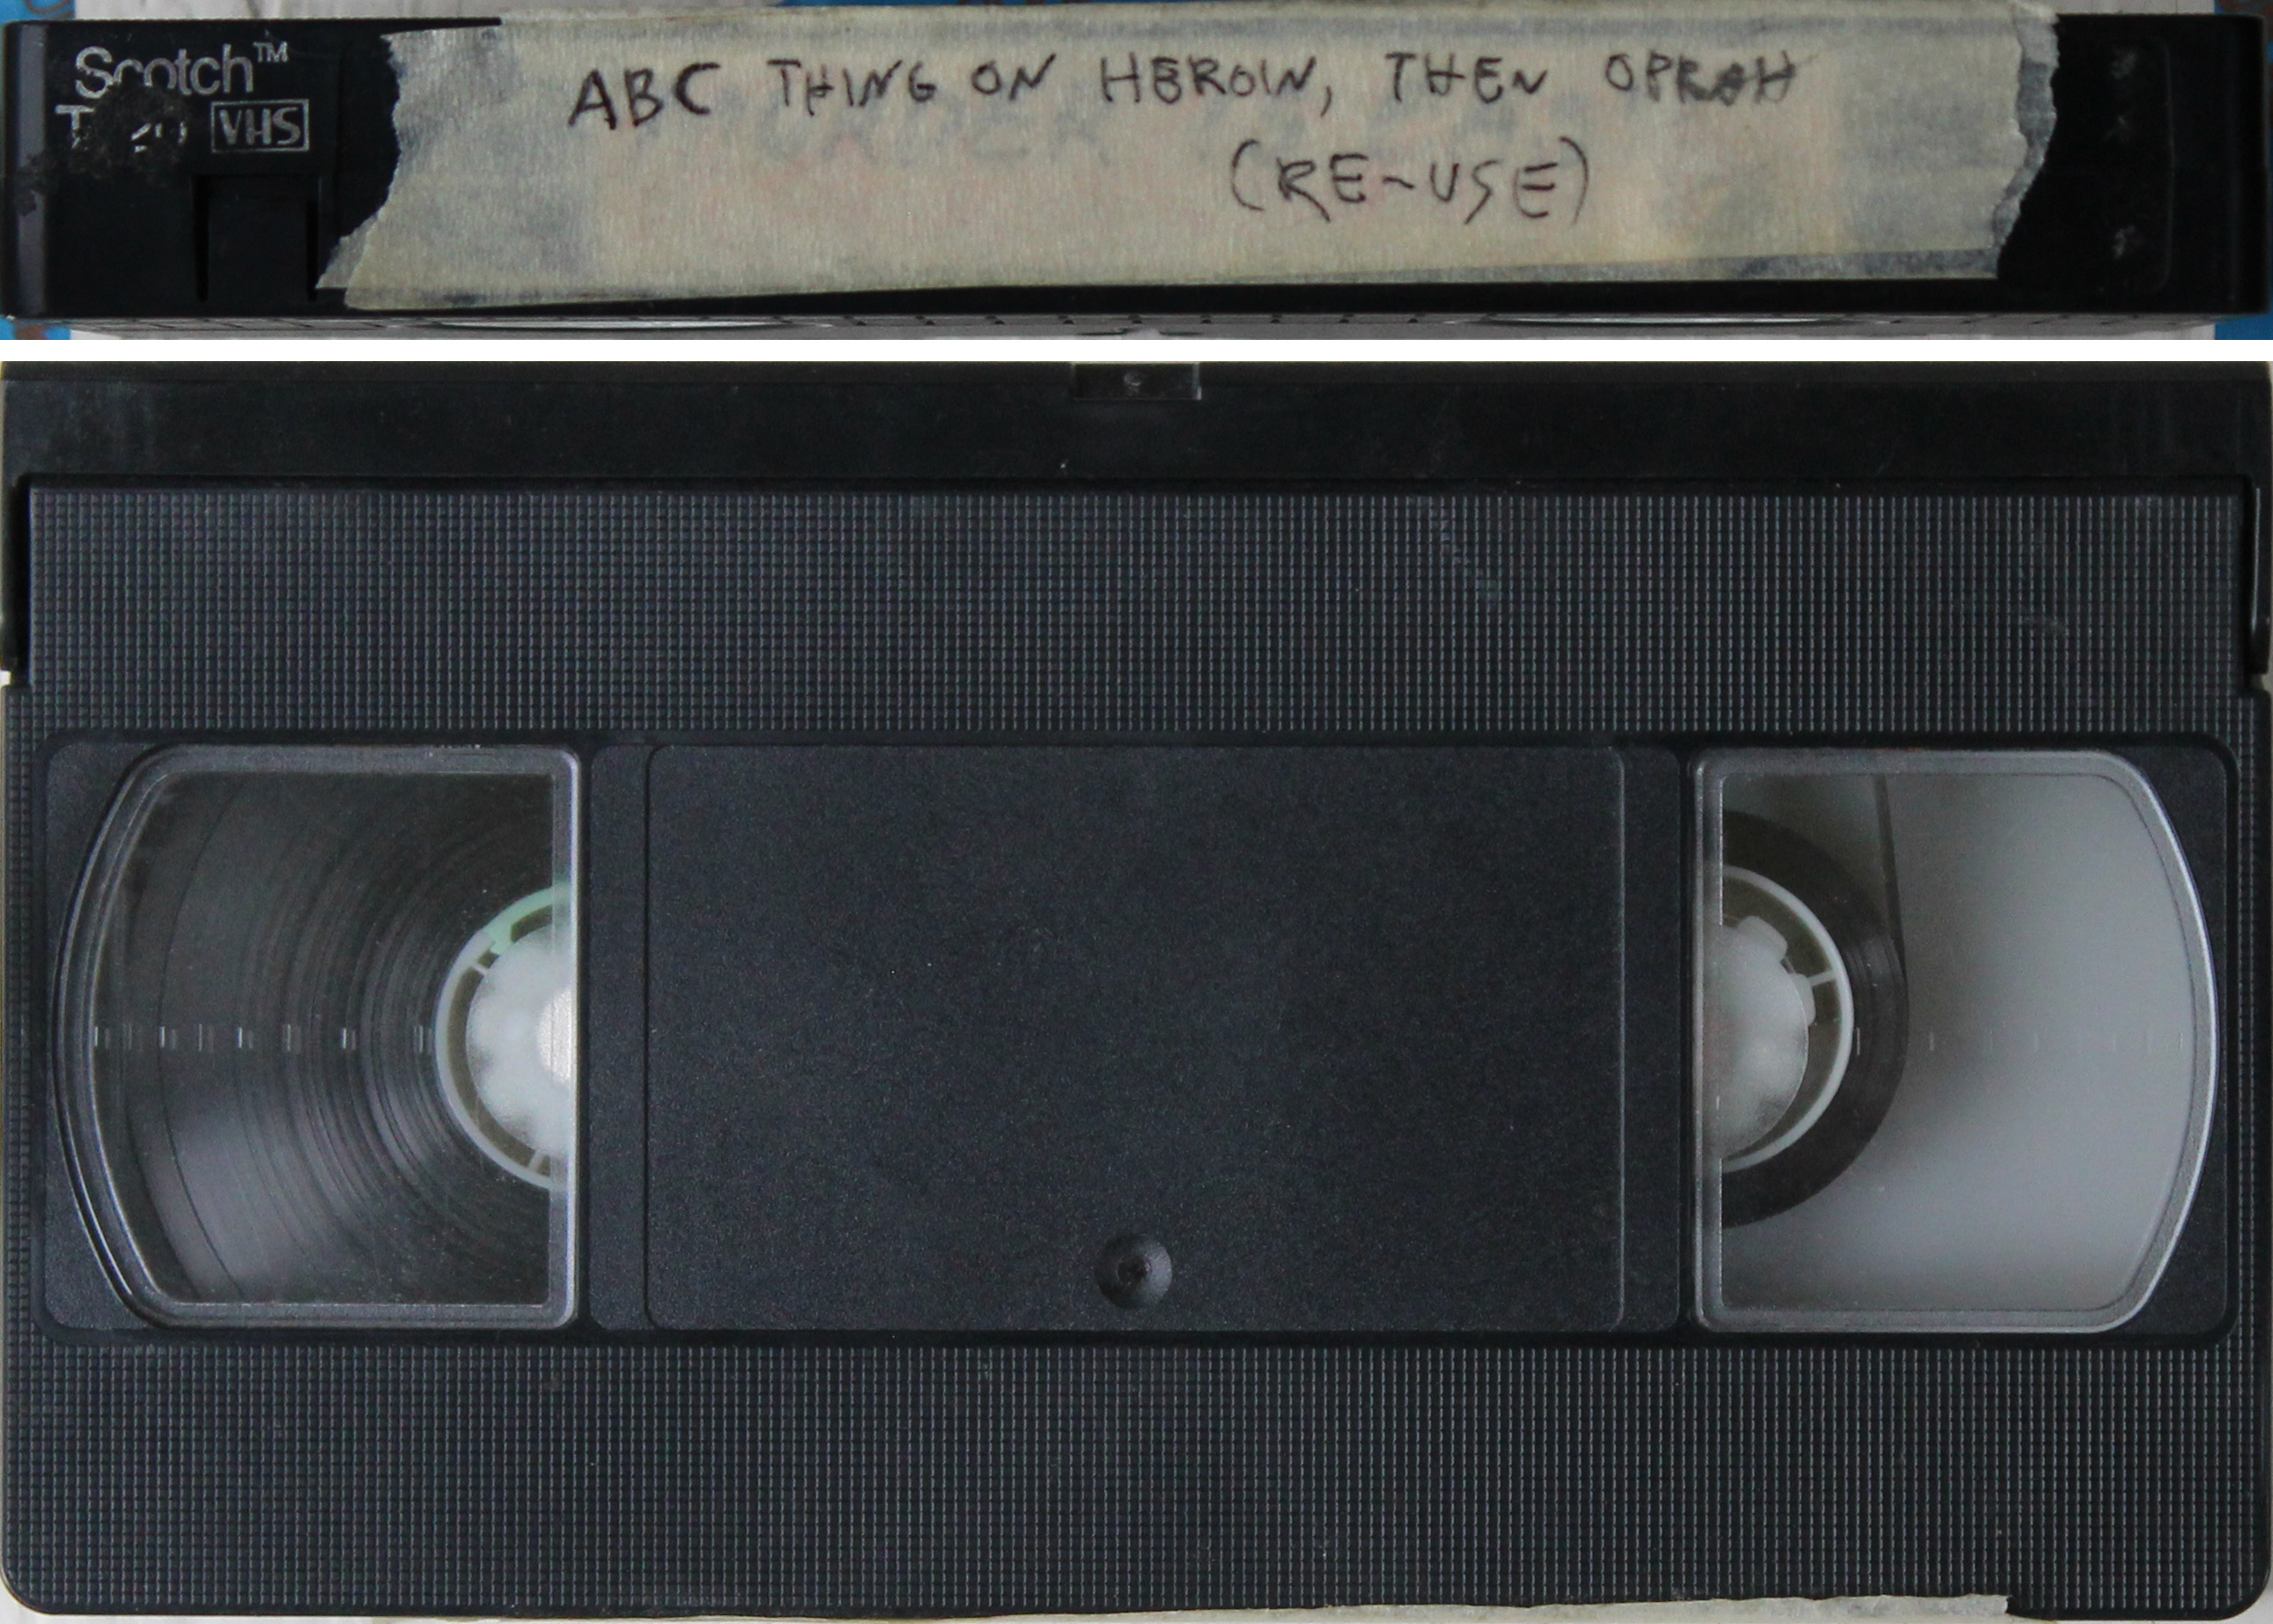 Scotch™
VHS
ABC THING ON HEROIN, THEN OPRAH
(RE-USE)